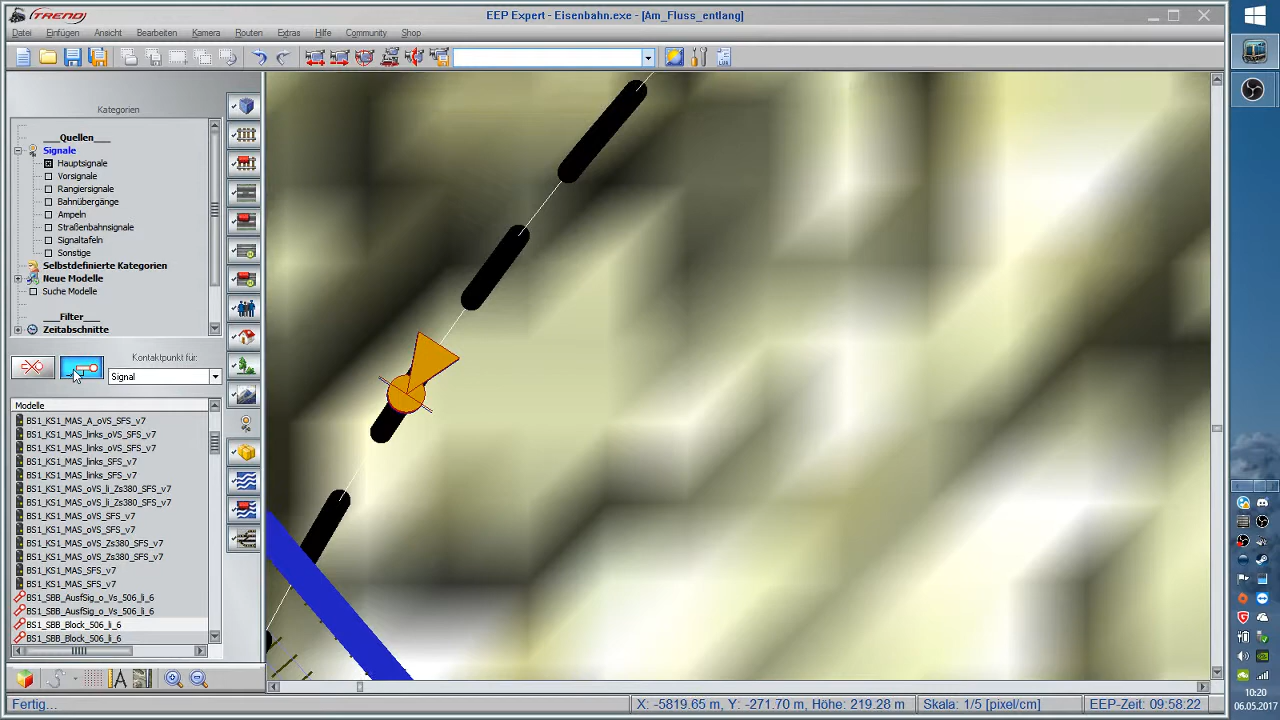 TREND
EEP Expert - Eisenbahn.exe - [Am_Fluss_entlang]
Datei Einfügen Ansicht Bearbeiten Kamera Routen Extras Hilfe Community Shop
Kategorien
___Quellen___
Signale
Hauptsignale
Vorsignale
Rangiersignale
Bahnübergänge
Ampeln
Straßenbahnsignale
Signaltafeln
Sonstige
Selbstdefinierte Kategorien
Neue Modelle
Suche Modelle
___Filter___
Zeitabschnitte
Kontaktpunkt für:
Signal
Modelle
BS1_KS1_MAS_A_oVS_SFS_v7
BS1_KS1_MAS_links_oVS_SFS_v7
BS1_KS1_MAS_links_oVS_SFS_v7
BS1_KS1_MAS_links_SFS_v7
BS1_KS1_MAS_links_SFS_v7
BS1_KS1_MAS_oVS_li_Zs380_SFS_v7
BS1_KS1_MAS_oVS_li_Zs380_SFS_v7
BS1_KS1_MAS_oVS_SFS_v7
BS1_KS1_MAS_oVS_SFS_v7
BS1_KS1_MAS_oVS_Zs380_SFS_v7
BS1_KS1_MAS_oVS_Zs380_SFS_v7
BS1_KS1_MAS_SFS_v7
BS1_KS1_MAS_SFS_v7
BS1_SBB_AusfSig_o_Vs_506_li_6
BS1_SBB_AusfSig_o_Vs_506_li_6
BS1_SBB_Block_506_li_6
BS1_SBB_Block_506_li_6
Fertig...
X: -5819.65 m, Y: -271.70 m, Höhe: 219.28 m
Skala: 1/5 [pixel/cm]
EEP-Zeit: 09:58:22
10:20
06.05.2017